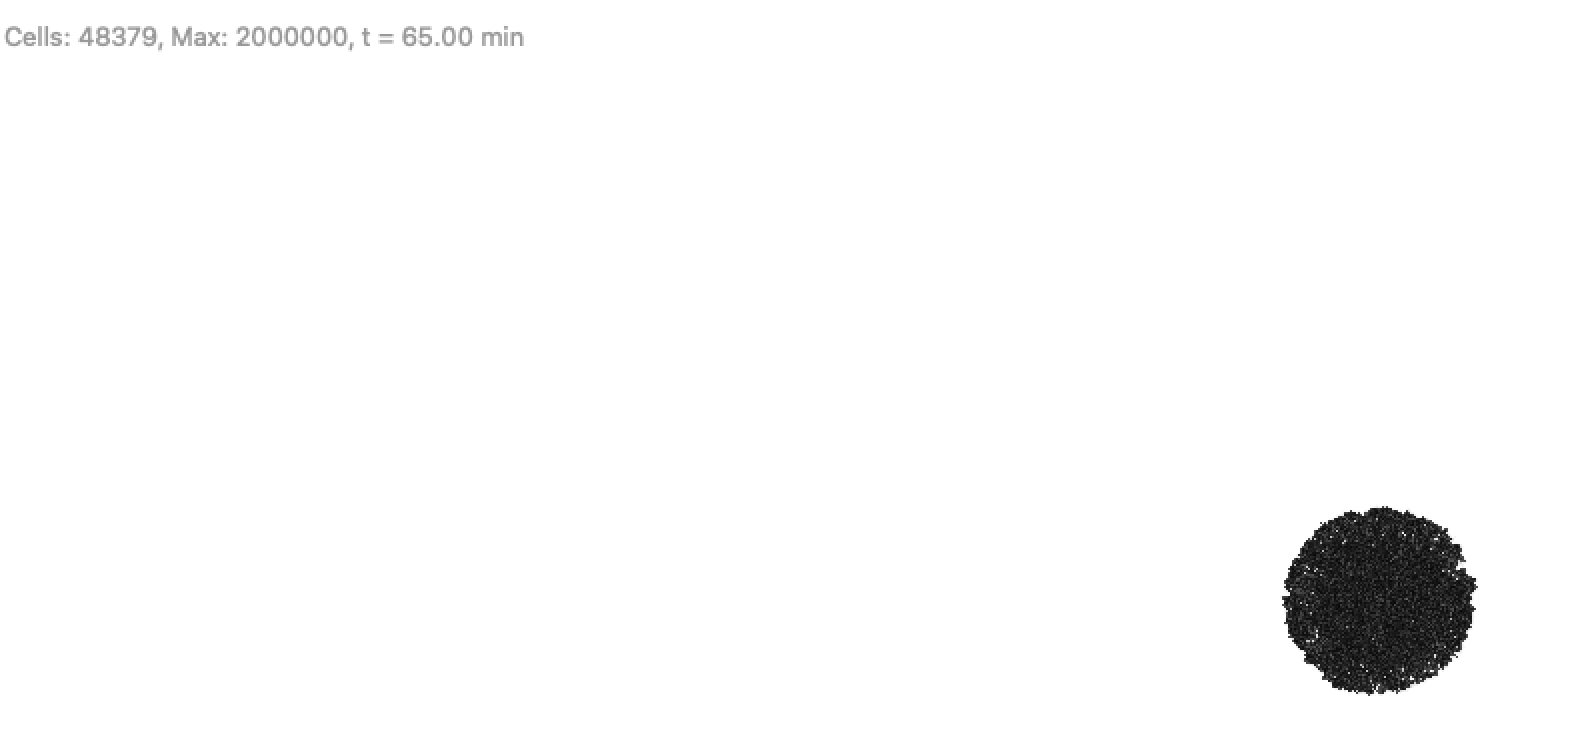 Cells: 48379, Max: 2000000, t = 65.00 min